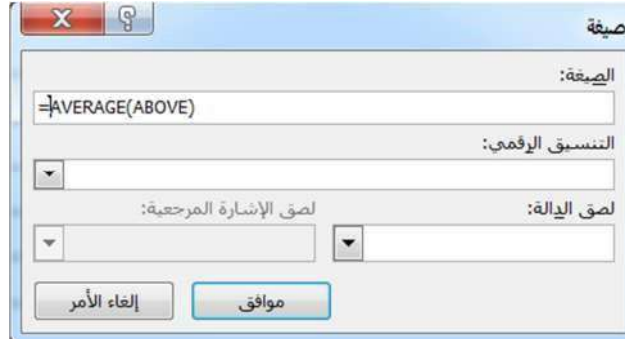 صيغة
الصيغة:
=AVERAGE(ABOVE)
التنسيق الرقمي:
لصق الدالة:
لصق الإشارة المرجعية:
موافق
إلغاء الأمر